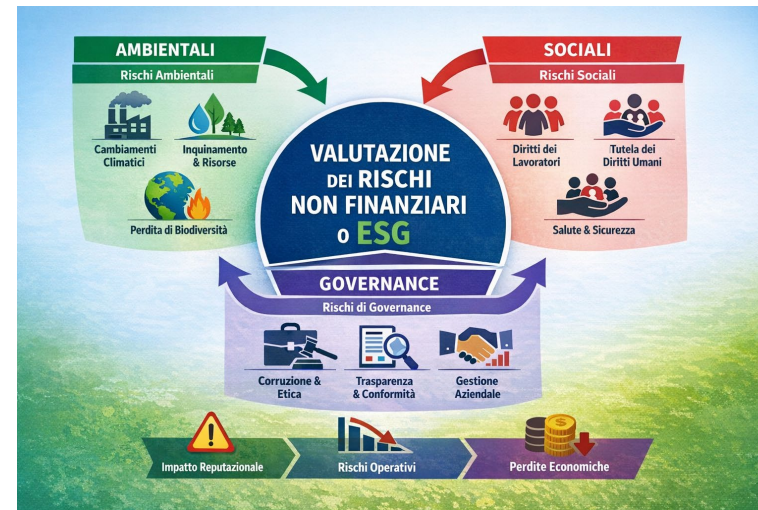 AMBIENTALI
Rischi Ambientali
Cambiamenti
Climatici
Inquinamento
& Risorse
Perdita di Biodiversità
SOCIALI
Rischi Sociali
Diritti dei
Lavoratori
Tutela dei
Diritti Umani
Salute & Sicurezza
VALUTAZIONE
DEI RISCHI
NON FINANZIARI
O ESG
GOVERNANCE
Rischi di Governance
Corruzione &
Etica
Trasparenza
& Conformità
Gestione
Aziendale
Impatto Reputazionale
Rischi Operativi
Perdite Economiche